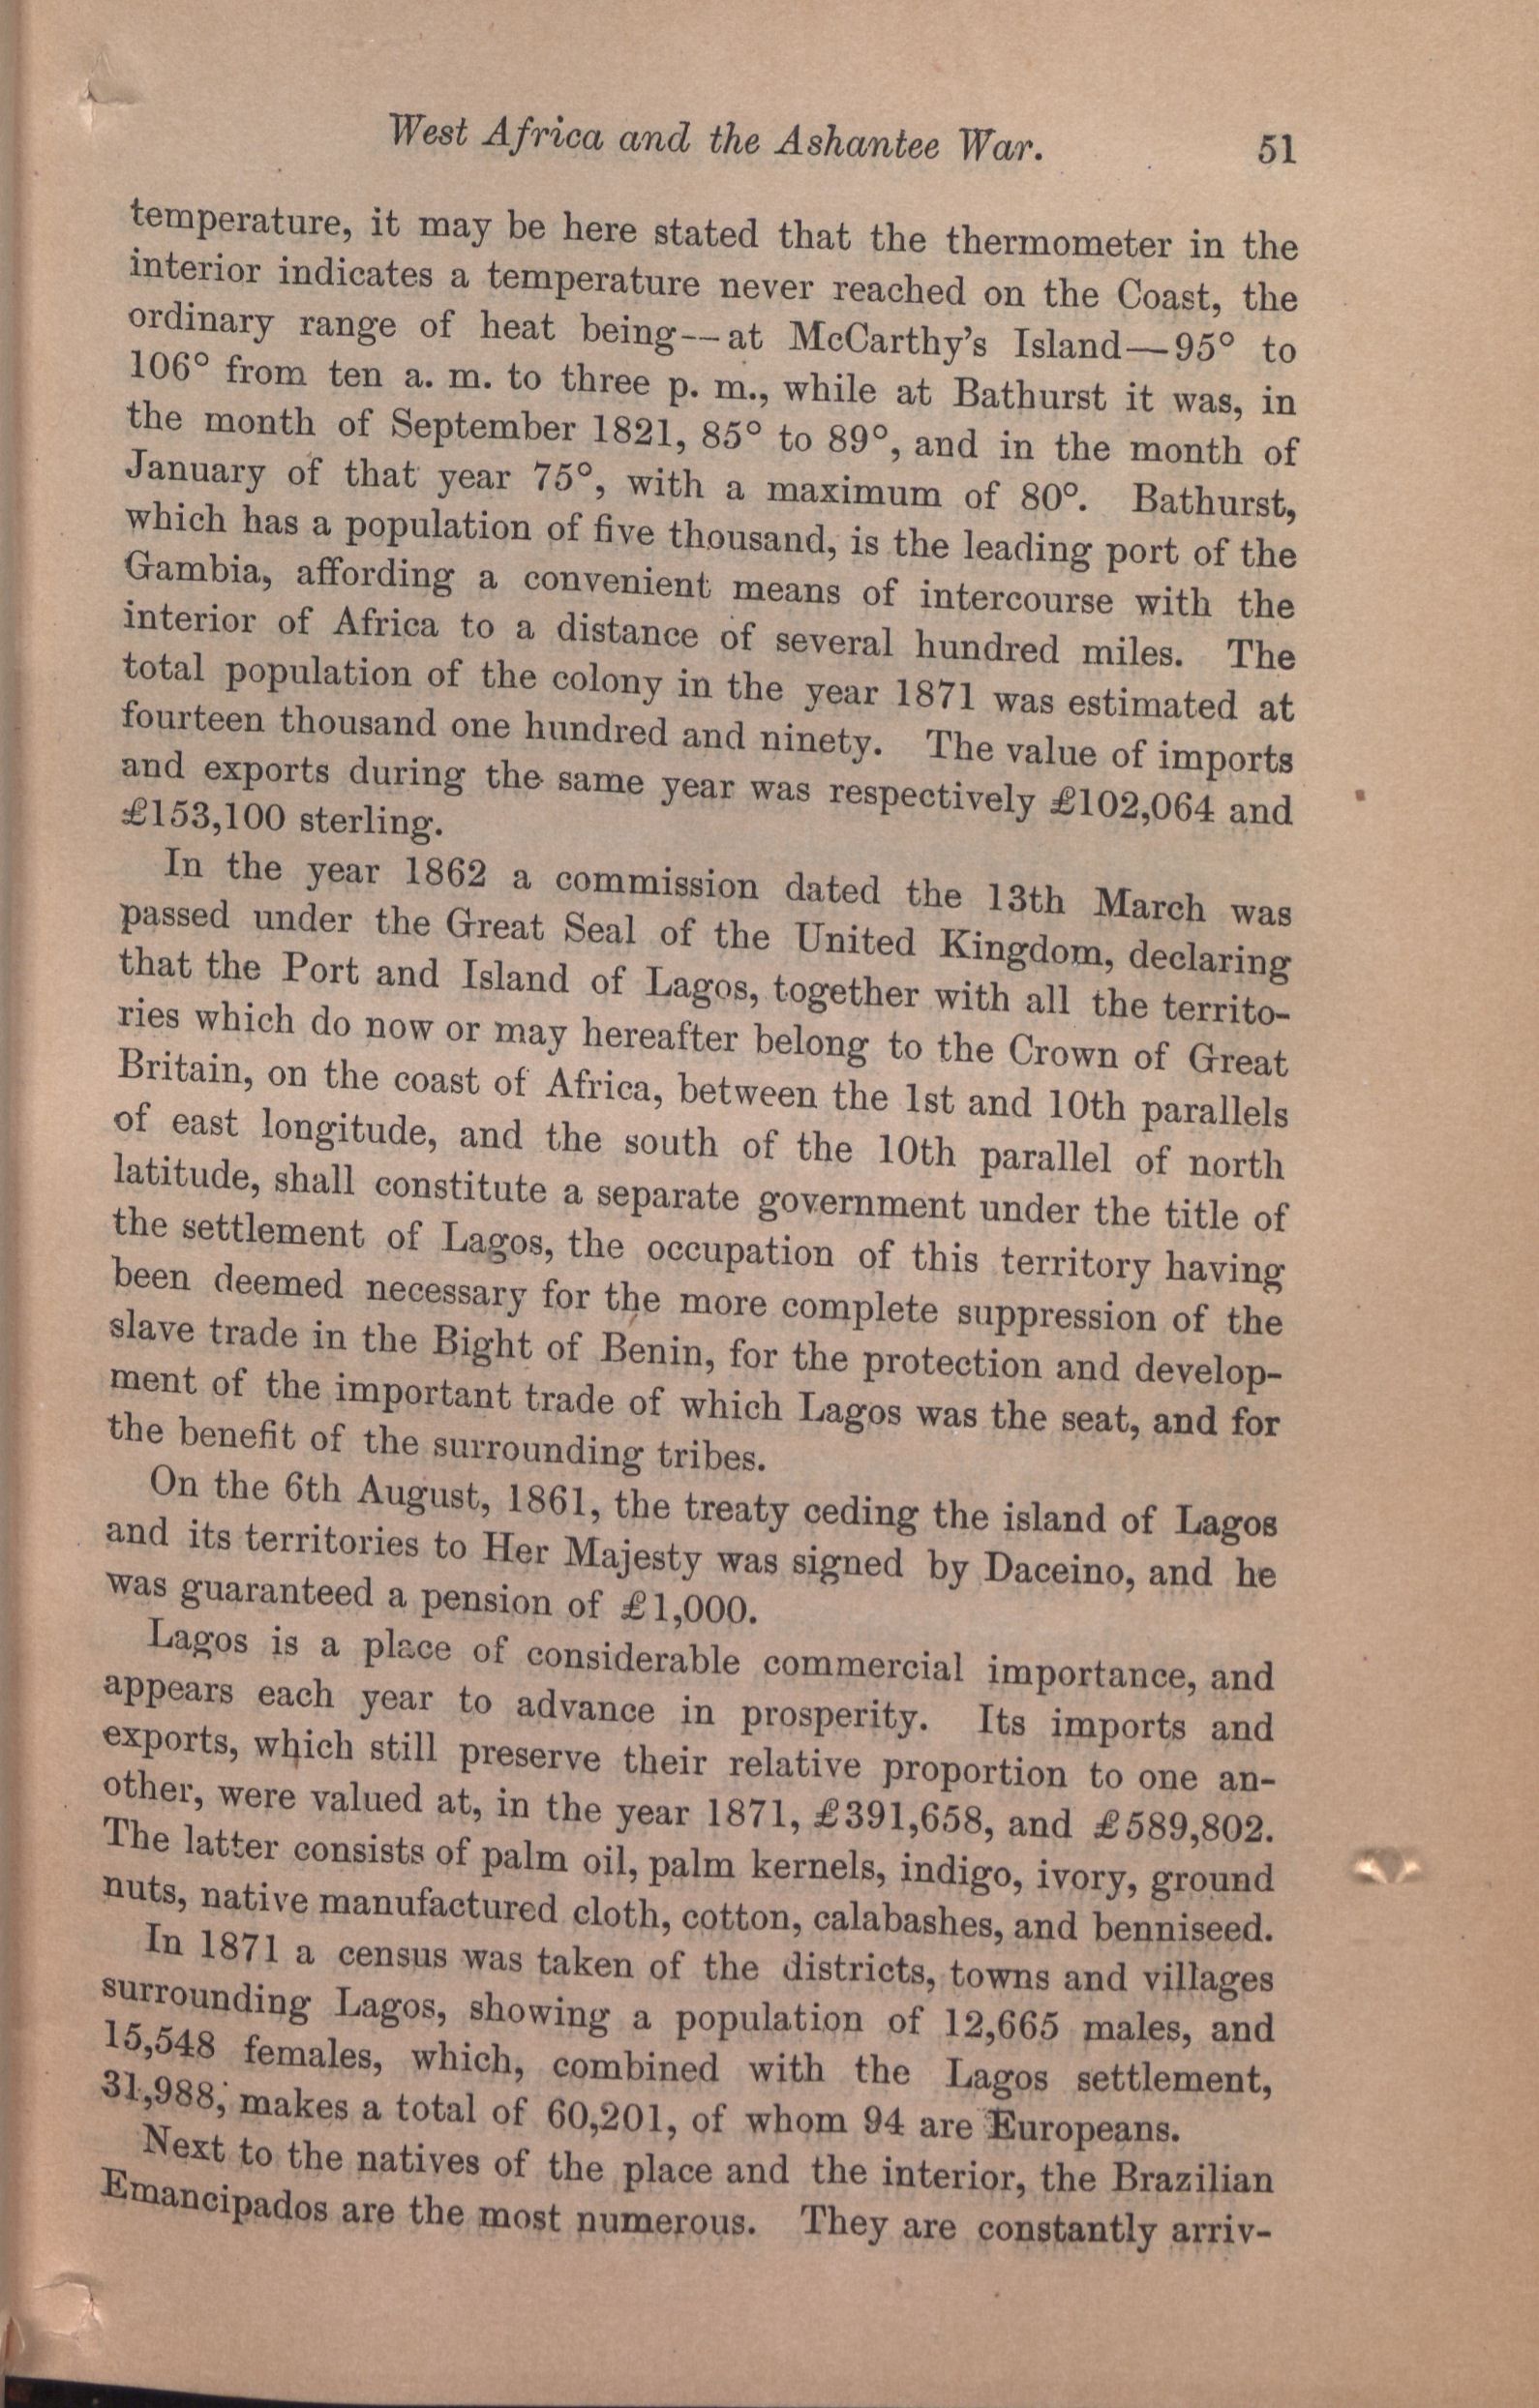 West Africa and the Ashantee War. 51
temperature, it may be here stated that the thermometer in the
interior indicates a temperature never reached on the Coast, the
ordinary range of heat being—at McCarthy's Island—95° to
106° from ten a. m. to three p. m., while at Bathurst it was, in
the month of September 1821, 85° to 89°, and in the month of
January of that year 75°, with a maximum of 80°. Bathurst,
which has a population of five thousand, is the leading port of the
Gambia, affording a convenient means of intercourse with the
interior of Africa to a distance of several hundred miles. The
total population of the colony in the year 1871 was estimated at
fourteen thousand one hundred and ninety. The value of imports
and exports during the same year was respectively £102,064 and
£153,100 sterling.
In the year 1862 a commission dated the 13th March was
passed under the Great Seal of the United Kingdom, declaring
that the Port and Island of Lagos, together with all the territo-
ries which do now or may hereafter belong to the Crown of Great
Britain, on the coast of Africa, between the 1st and 10th parallels
of east longitude, and the south of the 10th parallel of north
latitude, shall constitute a separate government under the title of
the settlement of Lagos, the occupation of this territory having
been deemed necessary for the more complete suppression of the
slave trade in the Bight of Benin, for the protection and develop-
ment of the important trade of which Lagos was the seat, and for
the benefit of the surrounding tribes.
On the 6th August, 1861, the treaty ceding the island of Lagos
and its territories to Her Majesty was signed by Daceino, and he
was guaranteed a pension of £1,000.
Lagos is a place of considerable commercial importance, and
appears each year to advance in prosperity. Its imports and
exports, which still preserve their relative proportion to one an-
other, were valued at, in the year 1871, £391,658, and £589,802.
The latter consists of palm oil, palm kernels, indigo, ivory, ground
nuts, native manufactured cloth, cotton, calabashes, and benniseed.
In 1871 a census was taken of the districts, towns and villages
surrounding Lagos, showing a population of 12,665 males, and
15,548 females, which, combined with the Lagos settlement,
31,988, makes a total of 60,201, of whom 94 are Europeans.
Next to the natives of the place and the interior, the Brazilian
Emancipados are the most numerous. They are constantly arriv-